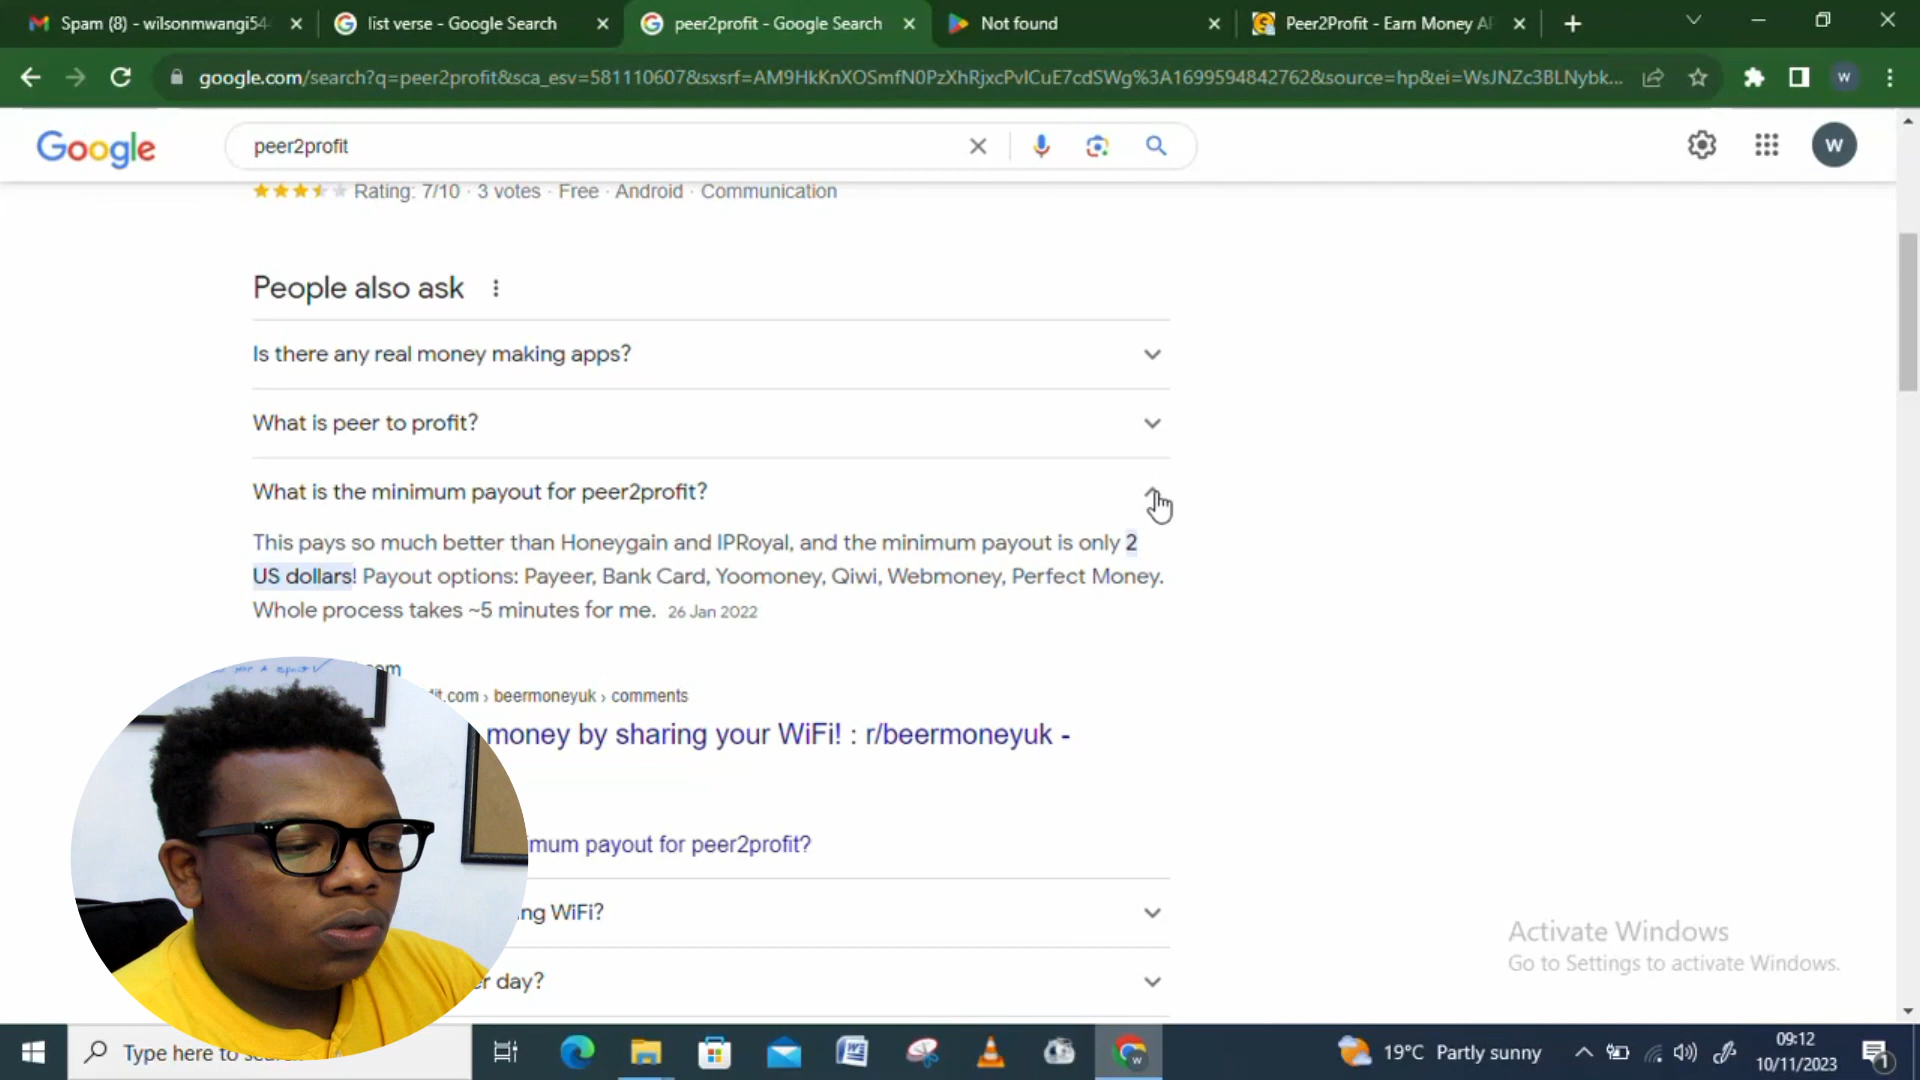 Spam (8) - wilsonmwangi54
list verse - Google Search
peer2profit - Google Search
Not found
Peer2Profit - Earn Money A
google.com/search?q=peer2profit&sca_esv=581110607&sxsrf=AM9HkKnXOSmfN0PzXhRjxcPvICuE7cdSWg%3A1699594842762&source=hp&ei=WsJNZc3BLNybk...
W
Google
peer2profit
W
Rating: 7/10 · 3 votes · Free · Android · Communication
People also ask
Is there any real money making apps?
What is peer to profit?
What is the minimum payout for peer2profit?
This pays so much better than Honeygain and IPRoyal, and the minimum payout is only 2
US dollars! Payout options: Payeer, Bank Card, Yoomoney, Qiwi, Webmoney, Perfect Money.
Whole process takes ~5 minutes for me. 26 Jan 2022
it.com › beermoneyuk › comments
money by sharing your WiFi! : r/beermoneyuk -
mum payout for peer2profit?
ng WiFi?
r day?
Activate Windows
Go to Settings to activate Windows.
Type here to
19°C Partly sunny
09:12
10/11/2023
1